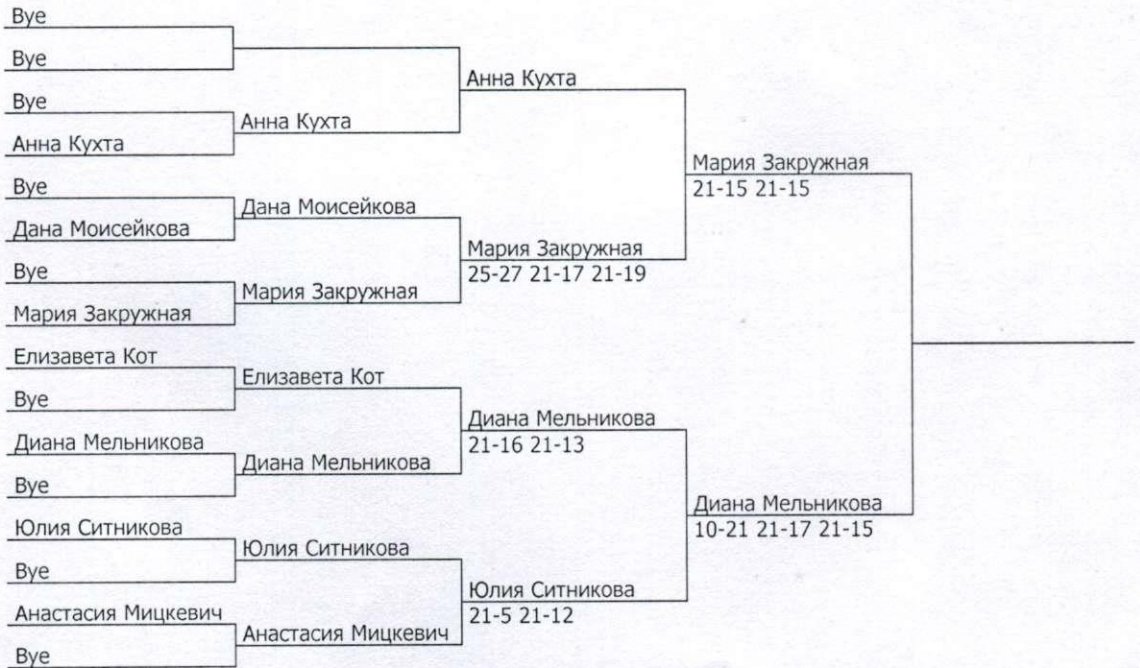 Bye
Bye
Bye
Анна Кухта
Bye
Дана Моисейкова
Bye
Мария Закружная
Елизавета Кот
Bye
Диана Мельникова
Bye
Юлия Ситникова
Bye
Анастасия Мицкевич
Bye
Анна Кухта
Дана Моисейкова
Мария Закружная
Елизавета Кот
Диана Мельникова
Юлия Ситникова
Анастасия Мицкевич
Анна Кухта
Мария Закружная
25-27 21-17 21-19
Диана Мельникова
21-16 21-13
Юлия Ситникова
21-5 21-12
Мария Закружная
21-15 21-15
Диана Мельникова
10-21 21-17 21-15